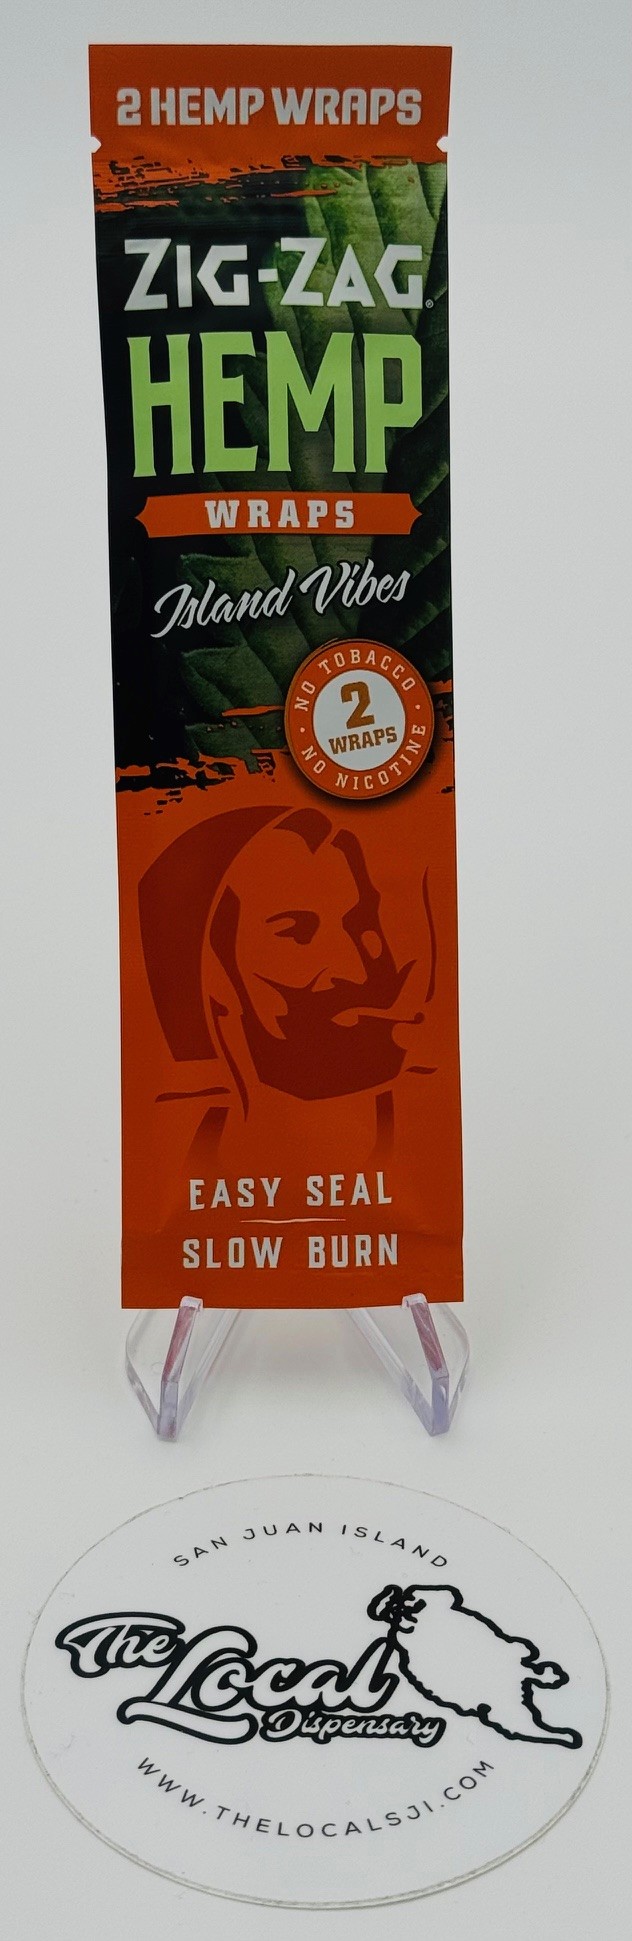 2 HEMP WRAPS
ZIG-ZAG®
HEMP
WRAPS
Island Vibes
NO TOBACCO
2
WRAPS
NO NICOTINE
EASY SEAL
SLOW BURN
SAN JUAN ISLAND
The Local
Dispensary
WWW.THELOCALSJI.COM